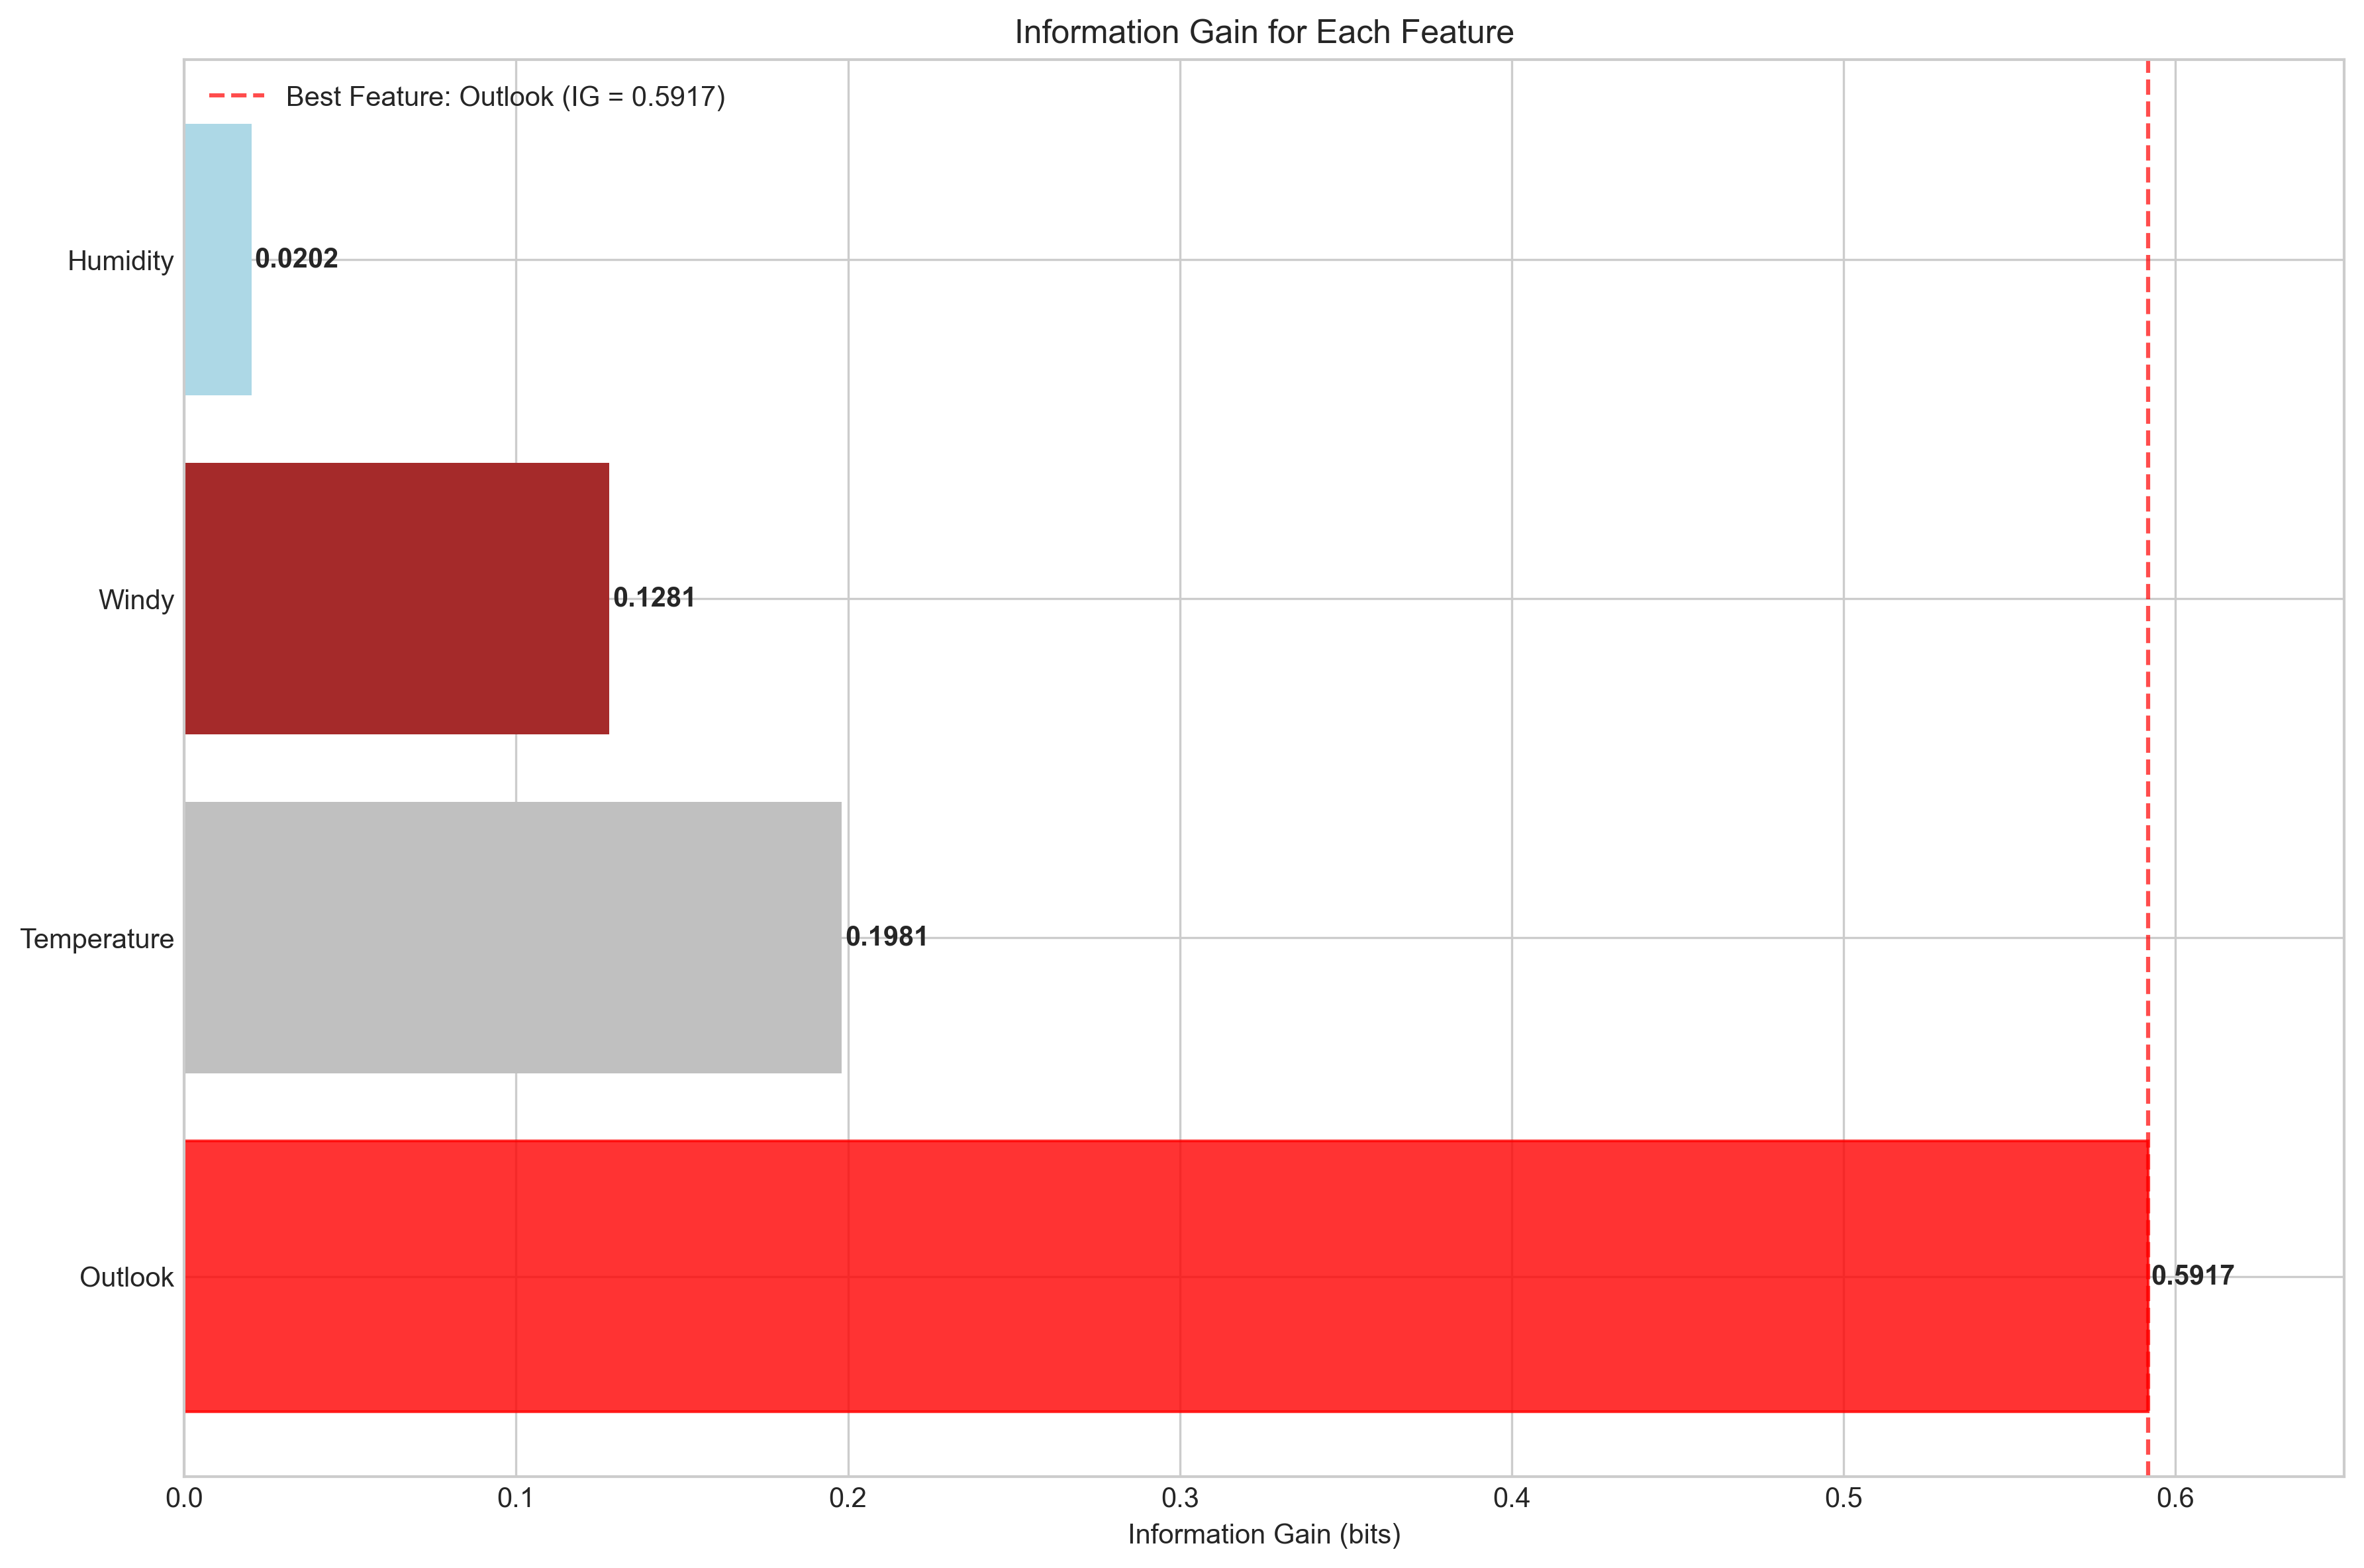 Information Gain for Each Feature
Best Feature: Outlook (IG = 0.5917)
Humidity
0.0202
Windy
0.1281
Temperature
0.1981
Outlook
0.5917
0.0
0.1
0.2
0.3
0.4
0.5
0.6
Information Gain (bits)